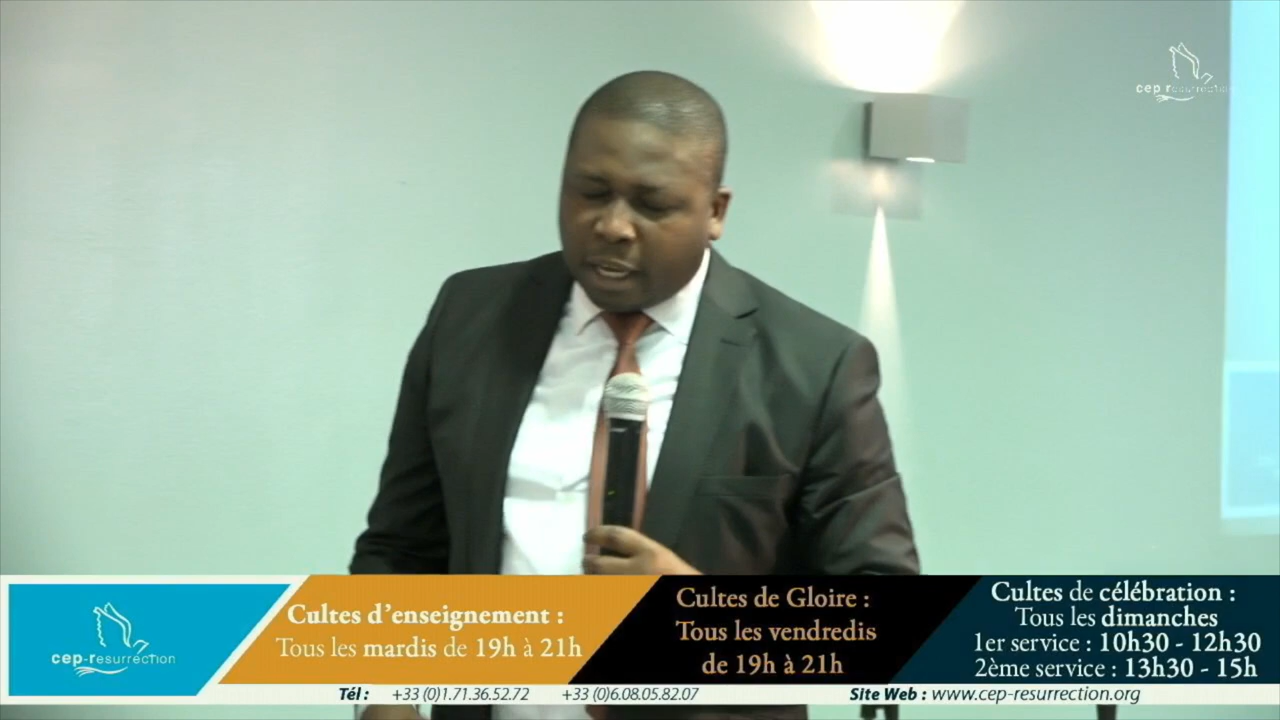 cep-resurrection
cep-resurrection
Cultes d'enseignement :
Tous les mardis de 19h à 21h
Cultes de Gloire :
Tous les vendredis
de 19h à 21h
Cultes de célébration :
Tous les dimanches
1er service : 10h30 - 12h30
2ème service : 13h30 - 15h
Tél : +33 (0)1.71.36.52.72 +33 (0)6.08.05.82.07 Site Web : www.cep-resurrection.org